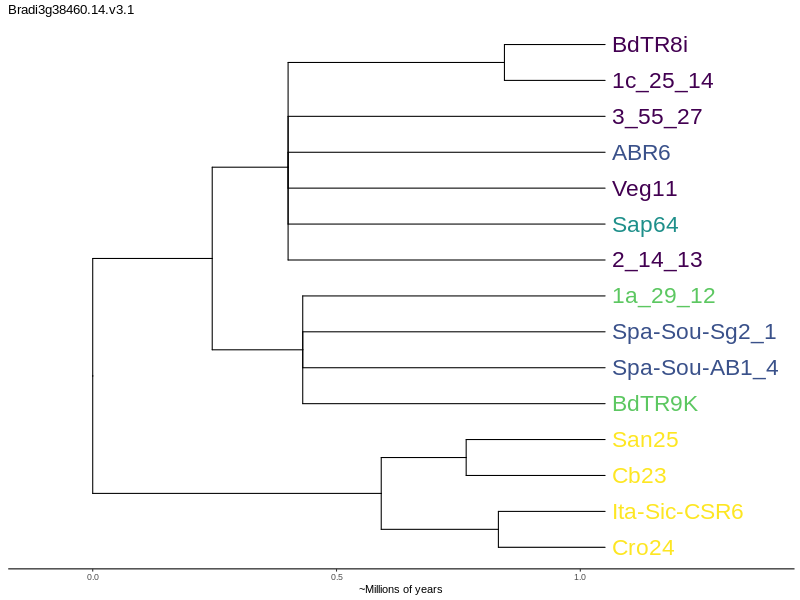 Bradi3g38460.14.v3.1
BdTR8i
1c_25_14
3_55_27
ABR6
Veg11
Sap64
2_14_13
1a_29_12
Spa-Sou-Sg2_1
Spa-Sou-AB1_4
BdTR9K
San25
Cb23
Ita-Sic-CSR6
Cro24
0.0 0.5 1.0
~Millions of years